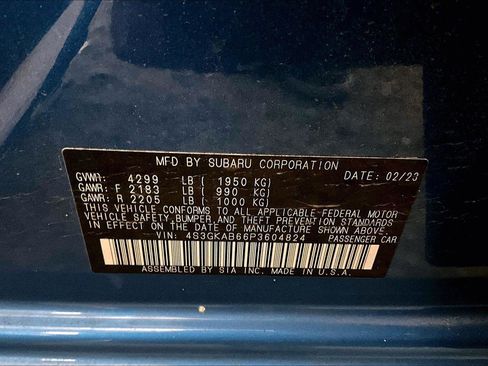 MFD BY SUBARU CORPORATION DATE: 02/23
GVWR: 4299 LB ( 1950 KG)
GAWR: F 2183 LB ( 990 KG)
GAWR: R 2205 LB ( 1000 KG)
THIS VEHICLE CONFORMS TO ALL APPLICABLE FEDERAL MOTOR
VEHICLE SAFETY, BUMPER, AND THEFT PREVENTION STANDARDS
IN EFFECT ON THE DATE OF MANUFACTURE SHOWN ABOVE.
VIN: 4S3GKAB66P3604824 PASSENGER CAR
ASSEMBLED BY SIA INC. MADE IN U.S.A.